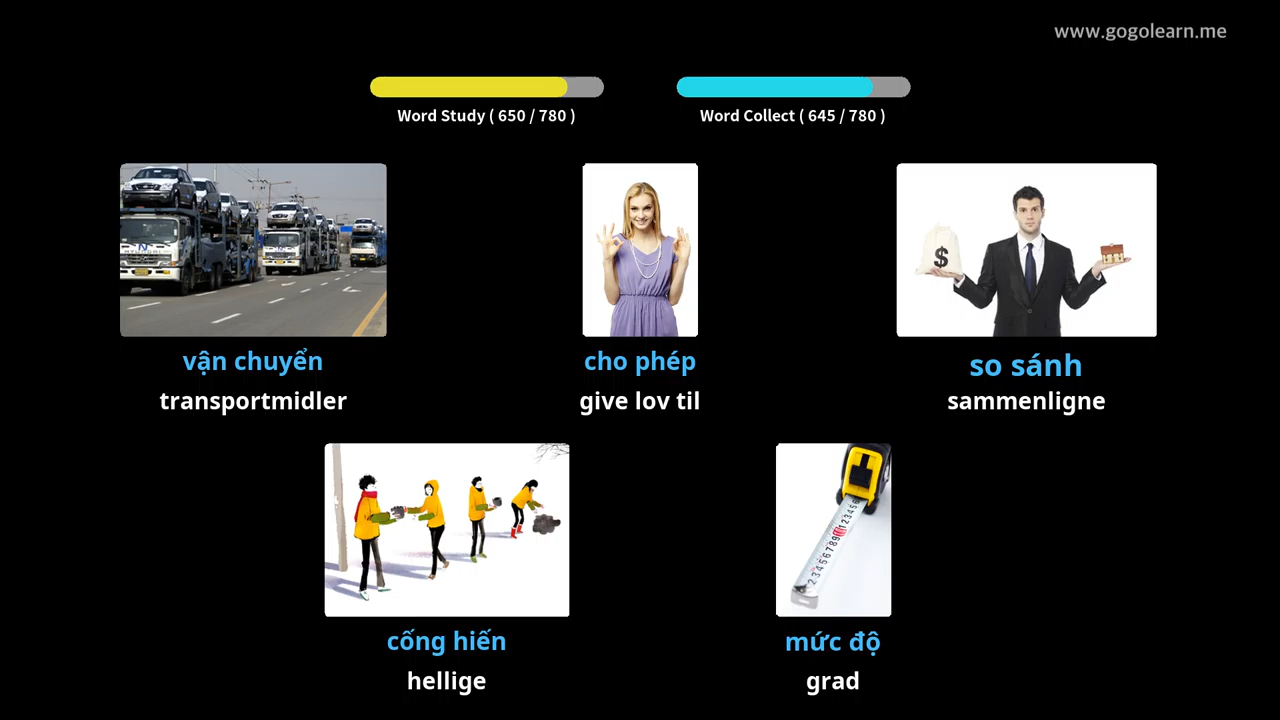 www.gogolearn.me
Word Study ( 650 / 780 )
Word Collect ( 645 / 780 )
vận chuyển
transportmidler
cho phép
give lov til
so sánh
sammenligne
cống hiến
hellige
mức độ
grad